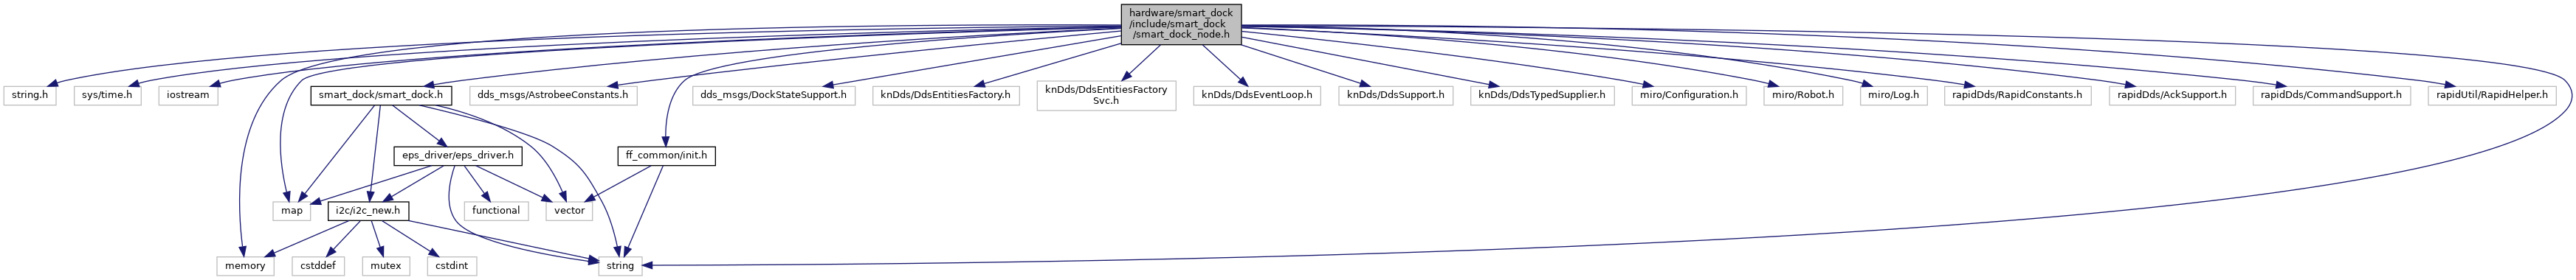 hardware/smart_dock
/include/smart_dock
/smart_dock_node.h
string.h
sys/time.h
iostream
smart_dock/smart_dock.h
dds_msgs/AstrobeeConstants.h
dds_msgs/DockStateSupport.h
knDds/DdsEntitiesFactory.h
knDds/DdsEntitiesFactory
Svc.h
knDds/DdsEventLoop.h
knDds/DdsSupport.h
knDds/DdsTypedSupplier.h
miro/Configuration.h
miro/Robot.h
miro/Log.h
rapidDds/RapidConstants.h
rapidDds/AckSupport.h
rapidDds/CommandSupport.h
rapidUtil/RapidHelper.h
eps_driver/eps_driver.h
ff_common/init.h
map
i2c/i2c_new.h
functional
vector
memory
cstddef
mutex
cstdint
string